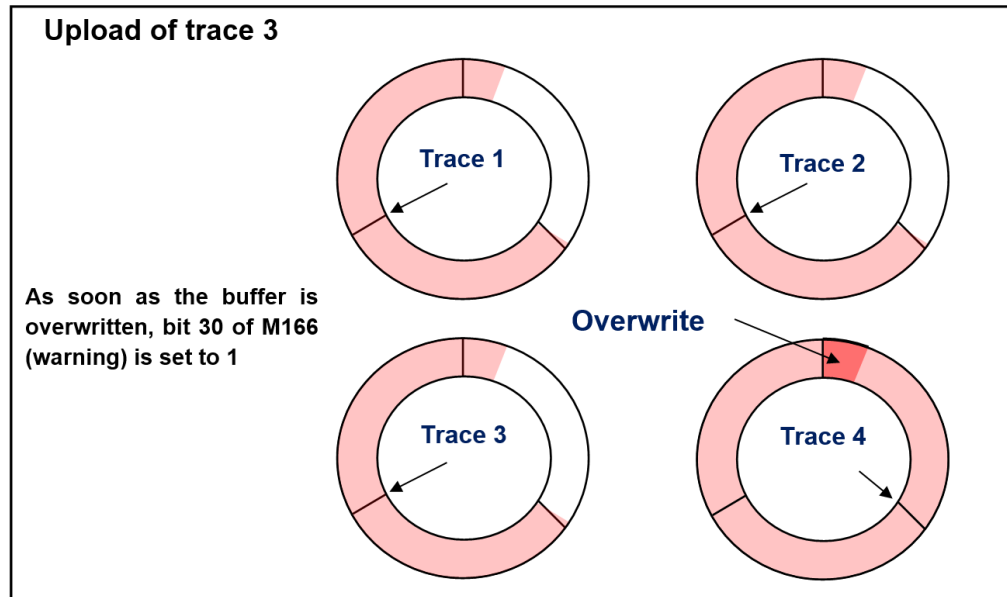 Upload of trace 3
Trace 1
Trace 2
As soon as the buffer is
overwritten, bit 30 of M166
(warning) is set to 1
Overwrite
Trace 3
Trace 4